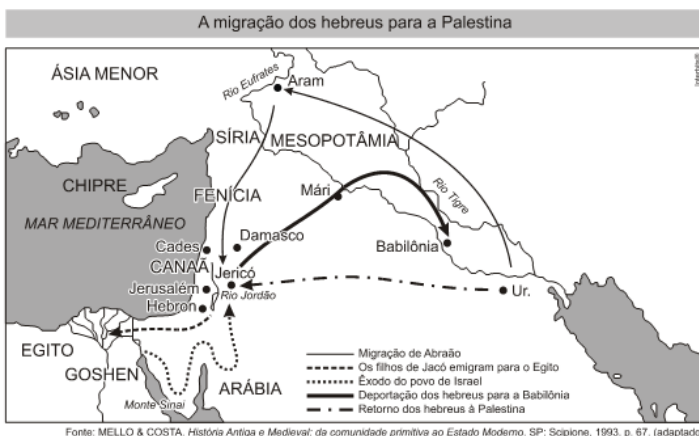 A migração dos hebreus para a Palestina
ÁSIA MENOR
Rio Eufrates
Aram
SÍRIA
MESOPOTÂMIA
CHIPRE
FENÍCIA
Mári
Rio Tigre
MAR MEDITERRÂNEO
Damasco
Cades
Babilônia
CANAÃ
Jericó
Jerusalém
Rio Jordão
Ur.
Hebron
EGITO
GOSHEN
ARÁBIA
Monte Sinai
Migração de Abraão
Os filhos de Jacó emigram para o Egito
Êxodo do povo de Israel
Deportação dos hebreus para a Babilônia
Retorno dos hebreus à Palestina
Fonte: MELLO & COSTA. História Antiga e Medieval: da comunidade primitiva ao Estado Moderno. SP: Scipione, 1993, p. 67. (adaptado